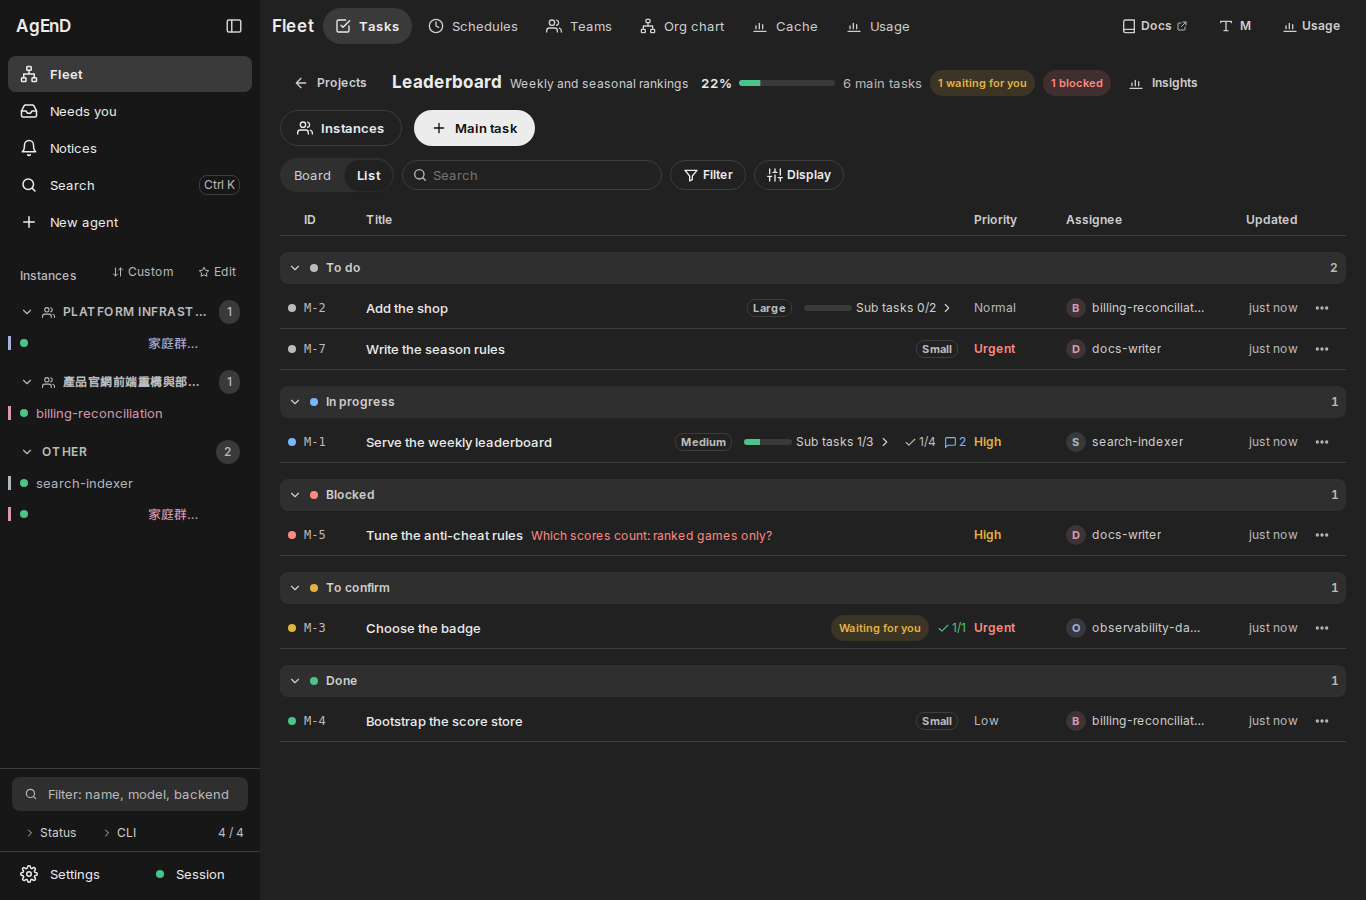 AgEnD
Fleet
Needs you
Notices
Search Ctrl K
New agent
Instances Custom Edit
PLATFORM INFRAST... 1
家庭群...
產品官網前端重構與部... 1
billing-reconciliation
OTHER 2
search-indexer
家庭群...
Filter: name, model, backend
Status CLI 4 / 4
Settings Session
Fleet Tasks Schedules Teams Org chart Cache Usage Docs M Usage
Projects Leaderboard Weekly and seasonal rankings 22% 6 main tasks 1 waiting for you 1 blocked Insights
Instances Main task
Board List Search Filter Display
ID Title Priority Assignee Updated
To do 2
M-2 Add the shop Large Sub tasks 0/2 Normal B billing-reconciliat... just now
M-7 Write the season rules Small Urgent D docs-writer just now
In progress 1
M-1 Serve the weekly leaderboard Medium Sub tasks 1/3 1/4 2 High S search-indexer just now
Blocked 1
M-5 Tune the anti-cheat rules Which scores count: ranked games only? High D docs-writer just now
To confirm 1
M-3 Choose the badge Waiting for you 1/1 Urgent O observability-da... just now
Done 1
M-4 Bootstrap the score store Small Low B billing-reconciliat... just now